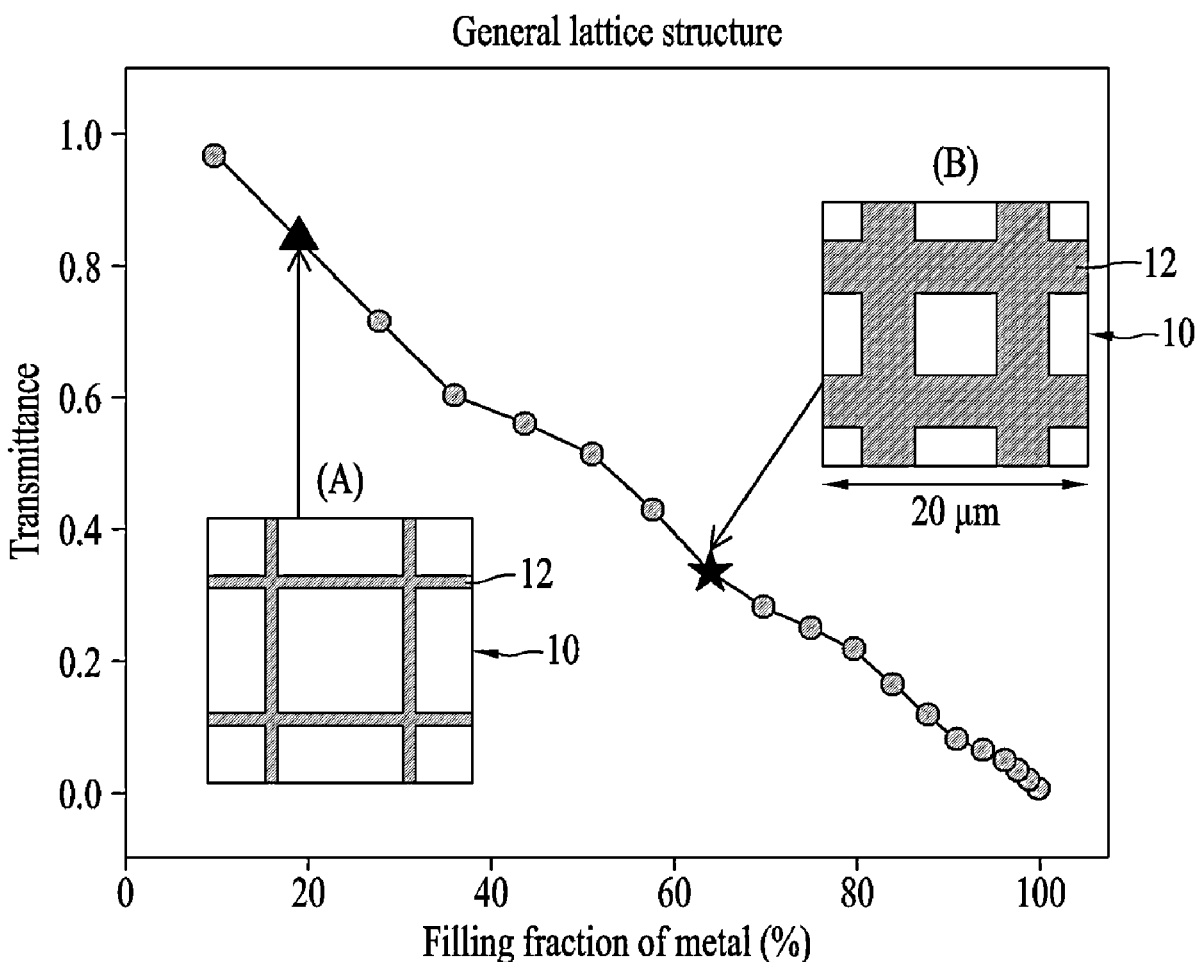 General lattice structure
Transmittance
1.0
0.8
0.6
0.4
0.2
0.0
(A)
12
10
(B)
12
10
20 μm
0 20 40 60 80 100
Filling fraction of metal (%)